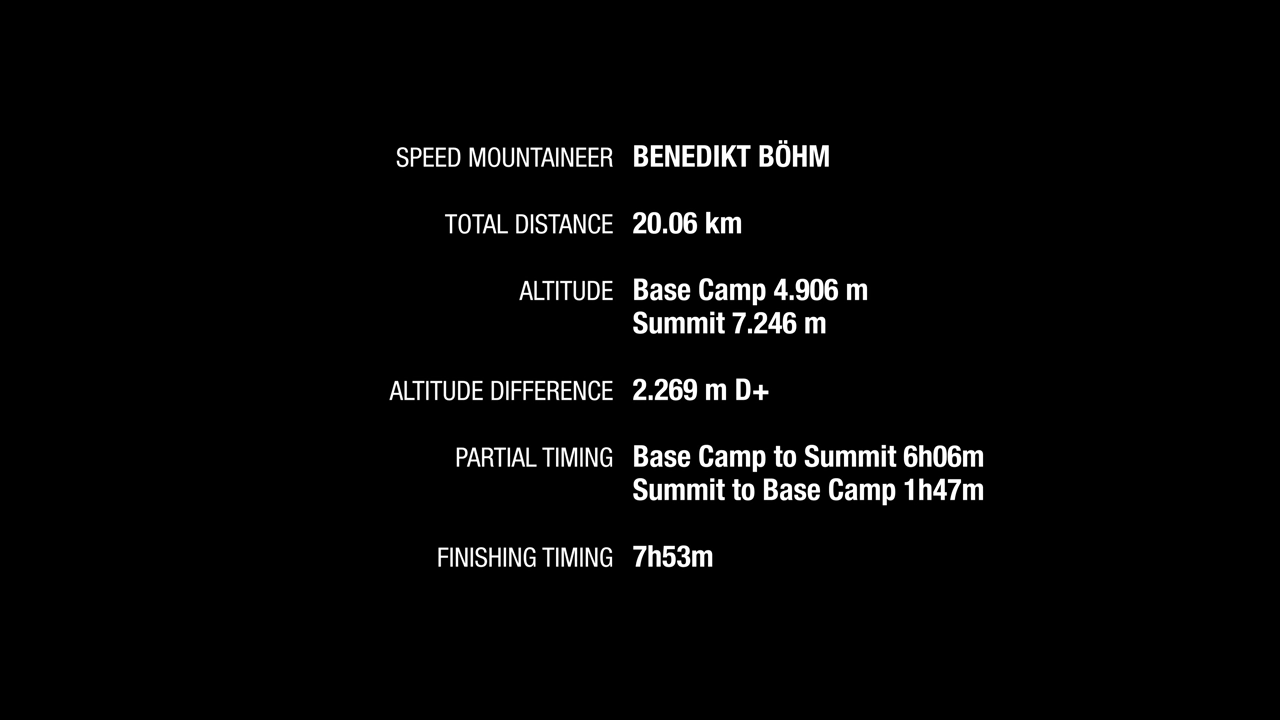 SPEED MOUNTAINEER BENEDIKT BÖHM
TOTAL DISTANCE 20.06 km
ALTITUDE Base Camp 4.906 m
Summit 7.246 m
ALTITUDE DIFFERENCE 2.269 m D+
PARTIAL TIMING Base Camp to Summit 6h06m
Summit to Base Camp 1h47m
FINISHING TIMING 7h53m